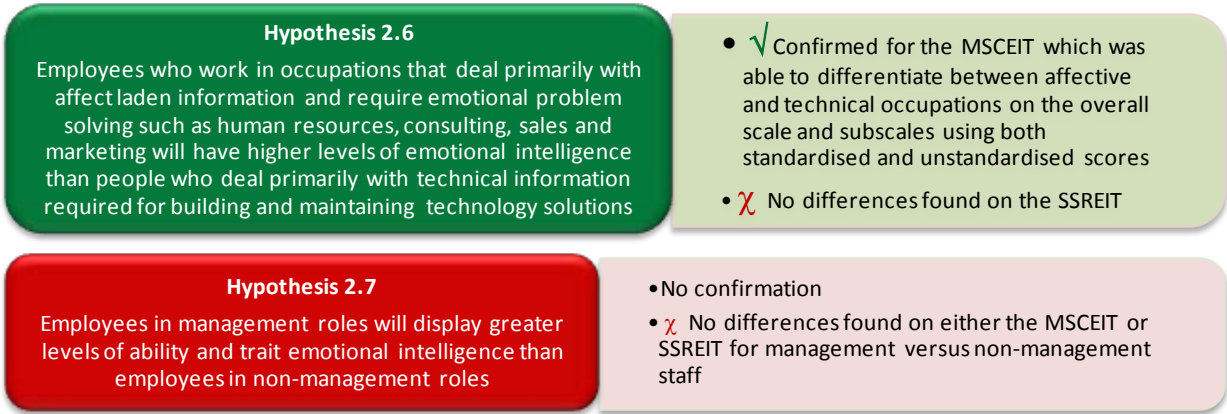 Hypothesis 2.6
Employees who work in occupations that deal primarily with
affect laden information and require emotional problem
solving such as human resources, consulting, sales and
marketing will have higher levels of emotional intelligence
than people who deal primarily with technical information
required for building and maintaining technology solutions
• √ Confirmed for the MSCEIT which was
able to differentiate between affective
and technical occupations on the overall
scale and subscales using both
standardised and unstandardised scores
• χ No differences found on the SSREIT
Hypothesis 2.7
Employees in management roles will display greater
levels of ability and trait emotional intelligence than
employees in non-management roles
•No confirmation
• χ No differences found on either the MSCEIT or
SSREIT for management versus non-management
staff